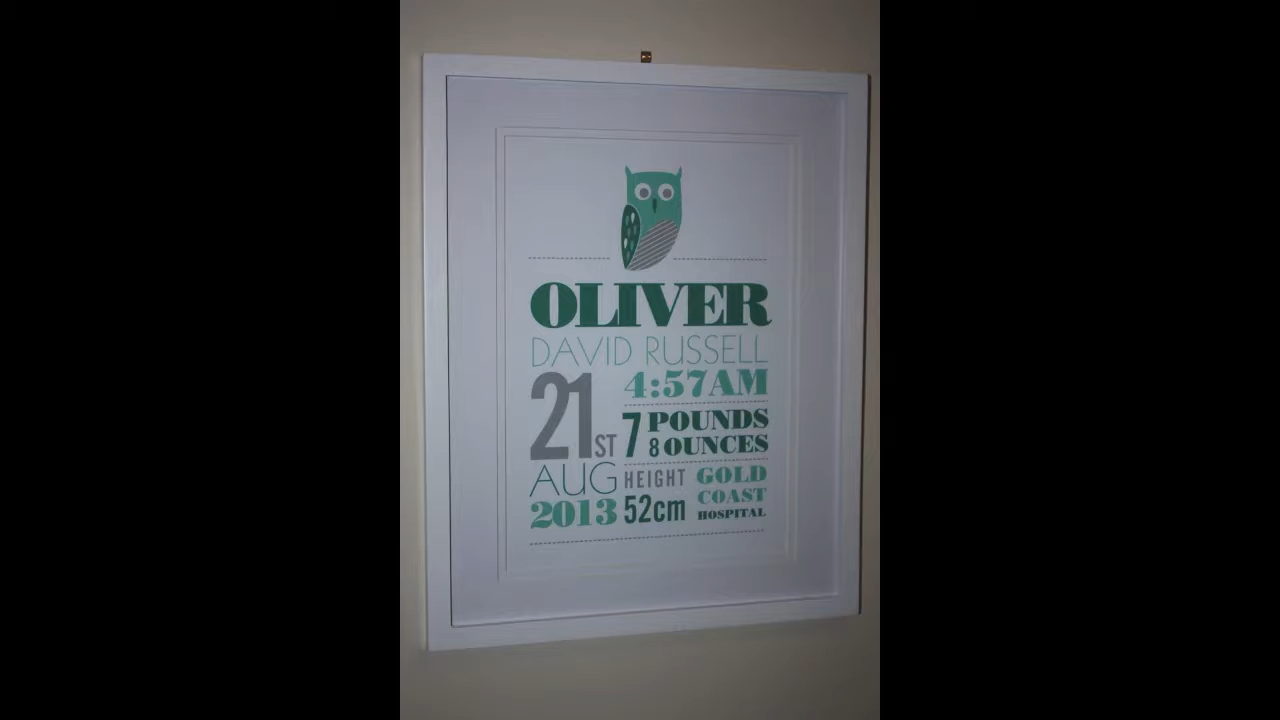 OLIVER
DAVID RUSSELL
21ST
4:57AM
7 POUNDS
8 OUNCES
AUG
2013
HEIGHT
52cm
GOLD
COAST
HOSPITAL